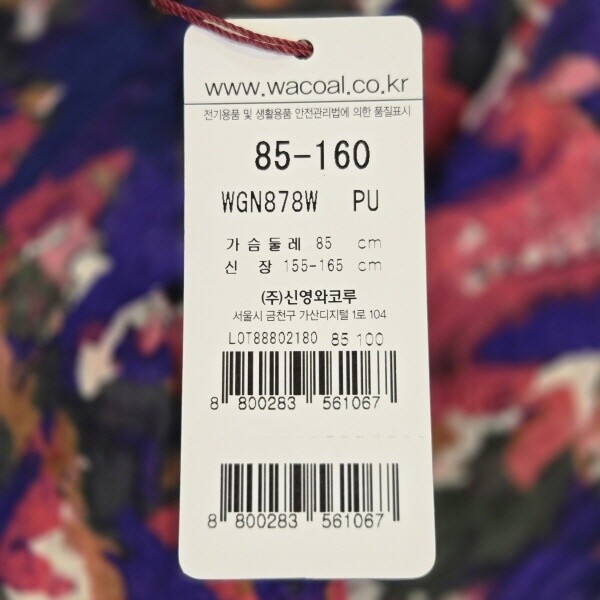 www.wacoal.co.kr
전기용품 및 생활용품 안전관리법에 의한 품질표시
85-160
WGN878W PU
가슴둘레 85 cm
신 장 155-165 cm
(주)신영와코루
서울시 금천구 가산디지털 1로 104
LOT88802180 85 100
8 800283 561067
8 800283 561067